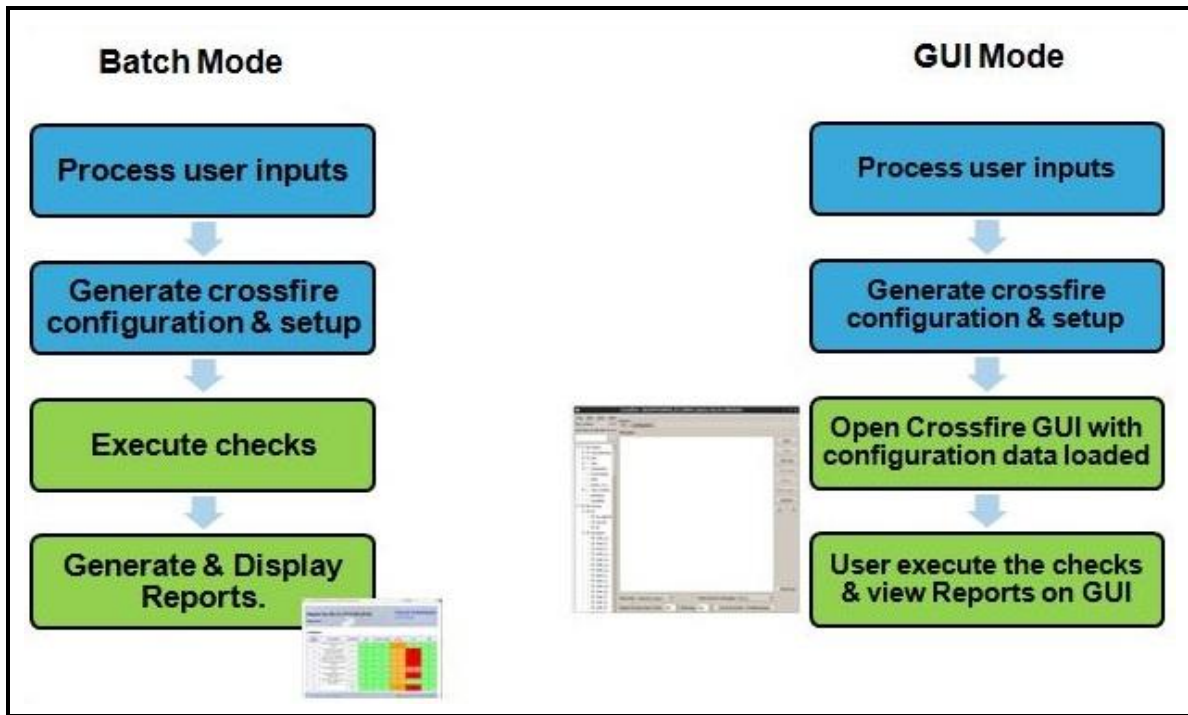 Batch Mode
Process user inputs
Generate crossfire
configuration & setup
Execute checks
Generate & Display
Reports.
GUI Mode
Process user inputs
Generate crossfire
configuration & setup
Open Crossfire GUI with
configuration data loaded
User execute the checks
& view Reports on GUI